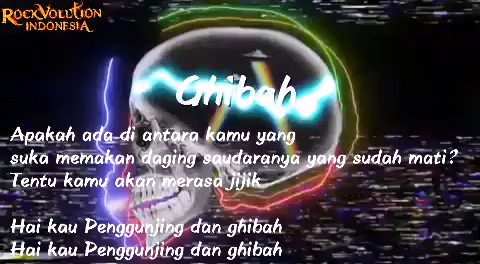 RockVolution
Indonesia
Ghibah
Apakah ada di antara kamu yang
suka memakan daging saudaranya yang sudah mati?
Tentu kamu akan merasa jijik
Hai kau Penggunjing dan ghibah
Hai kau Penggunjing dan ghibah